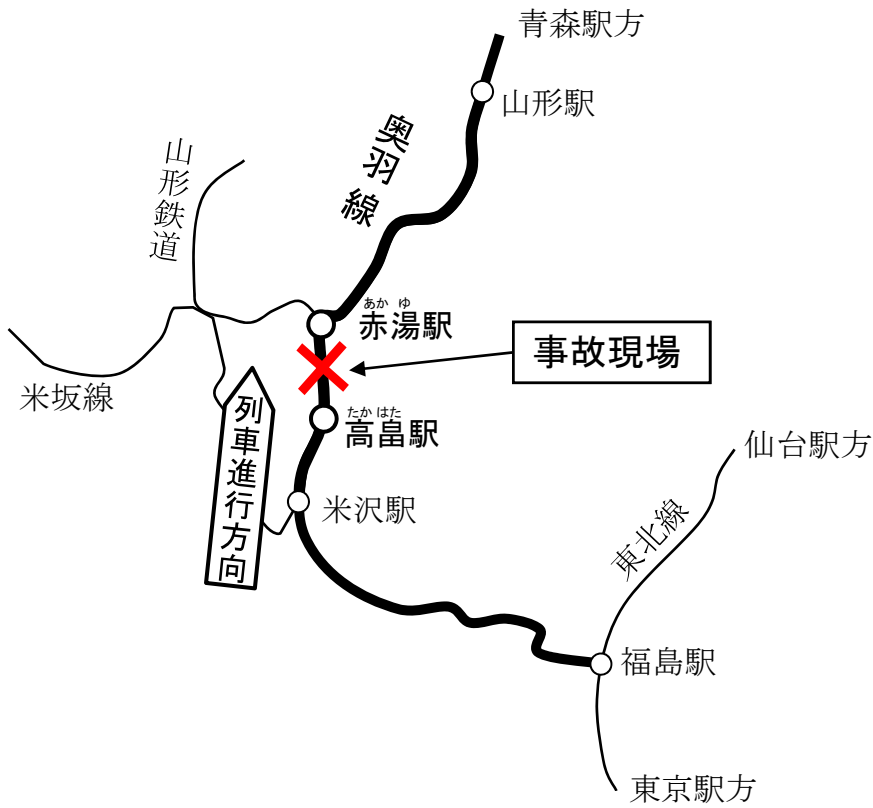 青森駅方
山形駅
奥羽線
山形鉄道
あか ゆ
赤湯駅
事故現場
米坂線
たか はた
高畠駅
列車進行方向
仙台駅方
米沢駅
東北線
福島駅
東京駅方